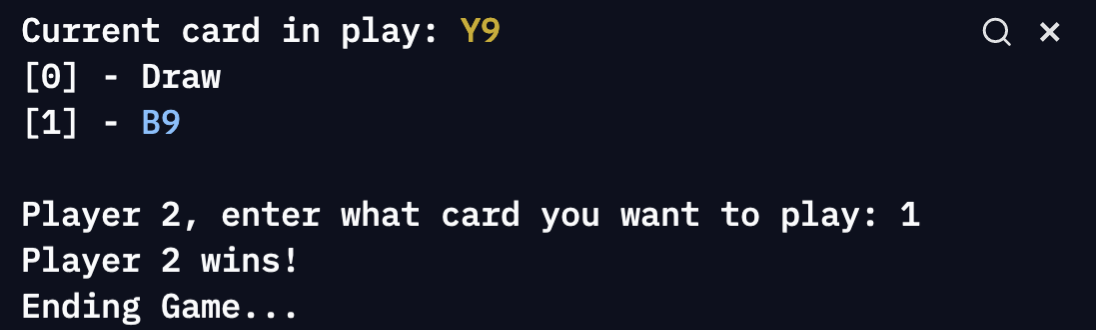 Current card in play: Y9
[0] - Draw
[1] - B9
Player 2, enter what card you want to play: 1
Player 2 wins!
Ending Game...